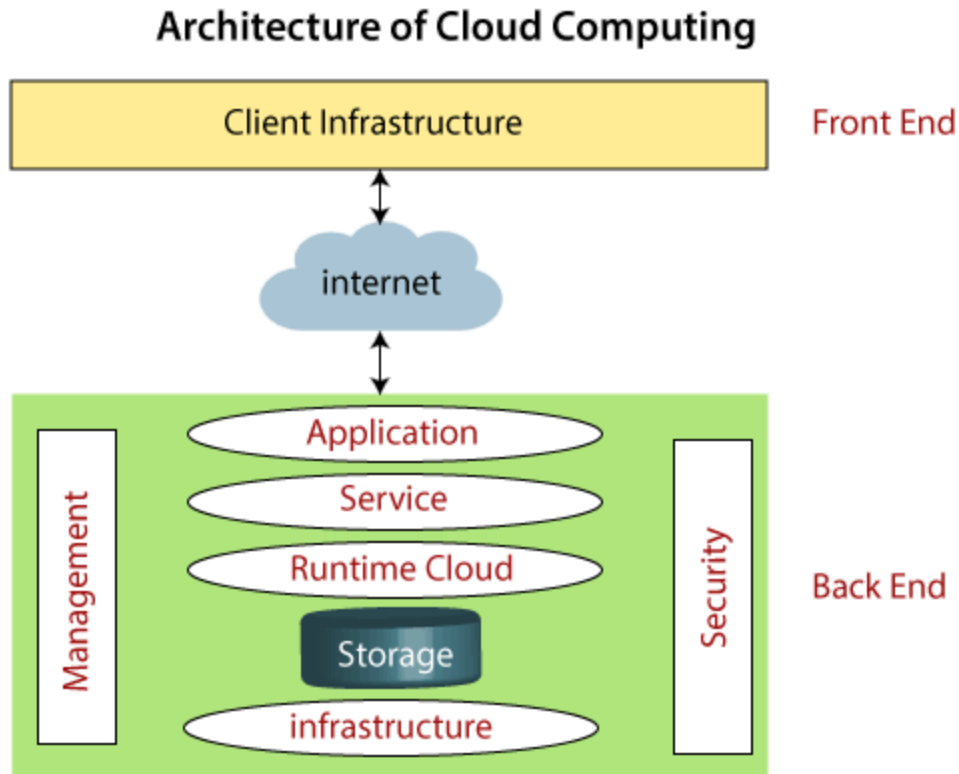 Architecture of Cloud Computing
Client Infrastructure
Front End
internet
Application
Service
Runtime Cloud
Storage
infrastructure
Management
Security
Back End